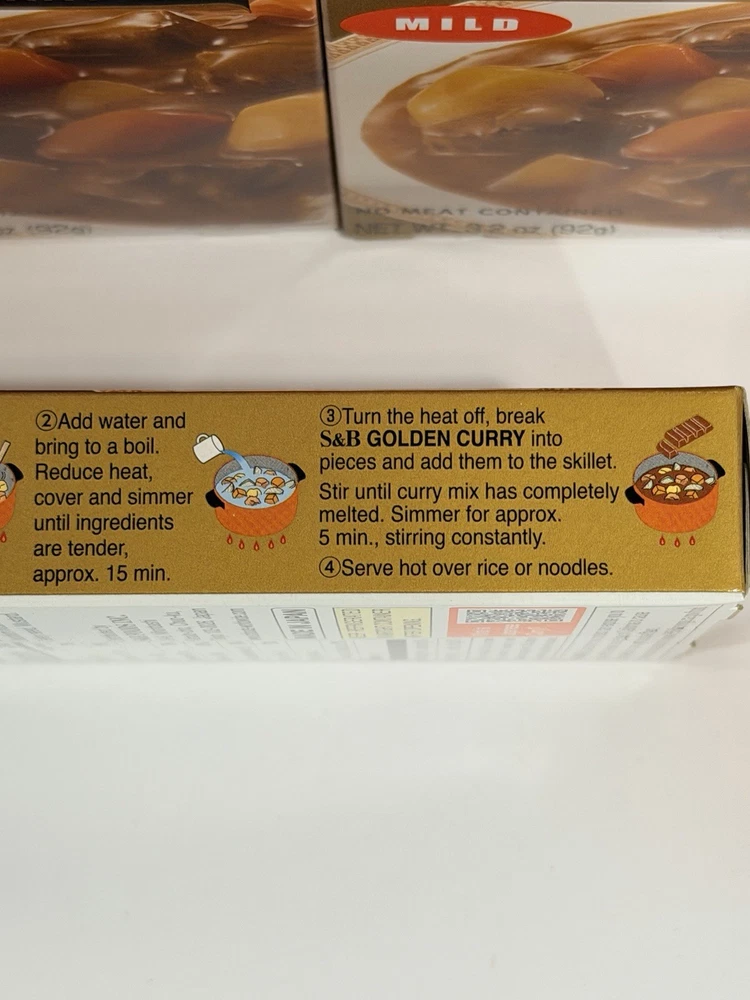 MILD
NO MEAT CONTAINED
NET WT. 3.2 oz (92g)
oz (92g)
②Add water and
bring to a boil.
Reduce heat,
cover and simmer
until ingredients
are tender,
approx. 15 min.
③Turn the heat off, break
S&B GOLDEN CURRY into
pieces and add them to the skillet.
Stir until curry mix has completely
melted. Simmer for approx.
5 min., stirring constantly.
④Serve hot over rice or noodles.